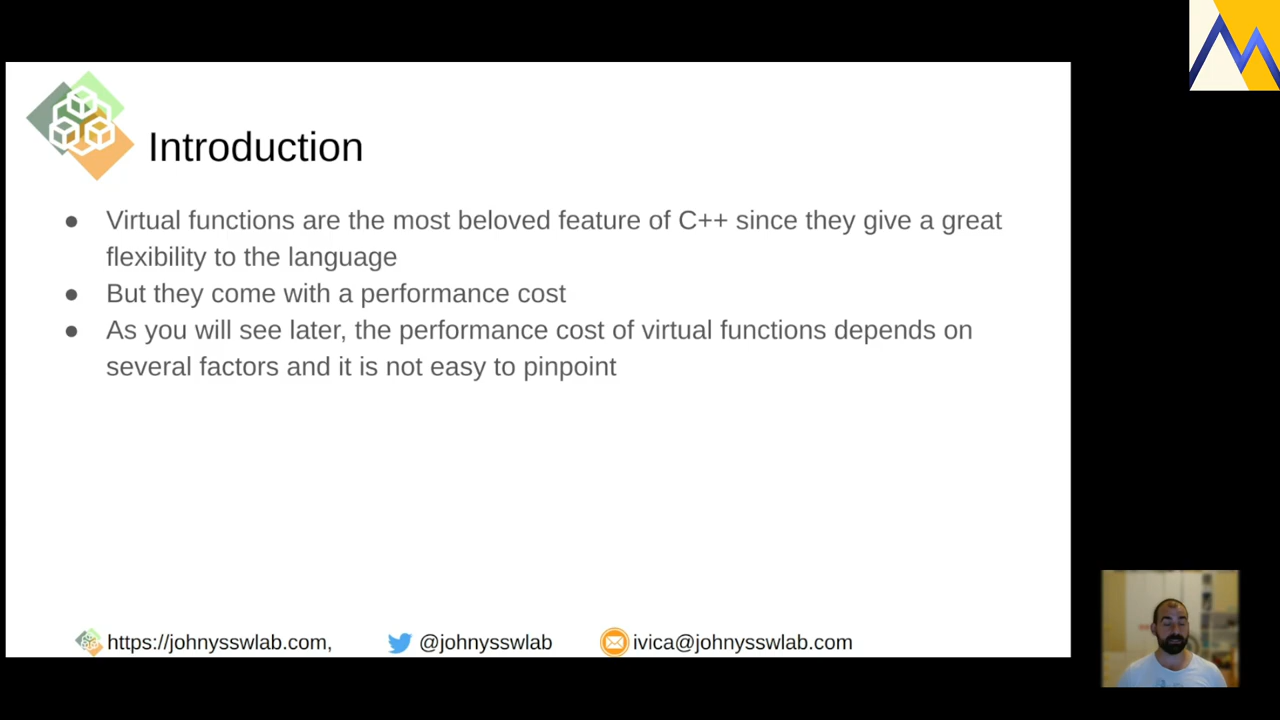 Introduction
● Virtual functions are the most beloved feature of C++ since they give a great
flexibility to the language
● But they come with a performance cost
● As you will see later, the performance cost of virtual functions depends on
several factors and it is not easy to pinpoint
https://johnysswlab.com, @johnysswlab ivica@johnysswlab.com